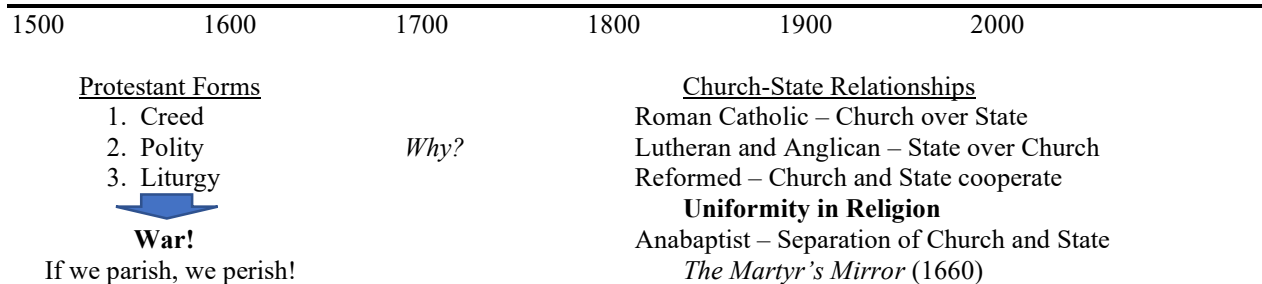 1500 1600 1700 1800 1900 2000
Protestant Forms Church-State Relationships
1. Creed Roman Catholic – Church over State
2. Polity Why? Lutheran and Anglican – State over Church
3. Liturgy Reformed – Church and State cooperate
Uniformity in Religion
War! Anabaptist – Separation of Church and State
If we parish, we perish! The Martyr’s Mirror (1660)